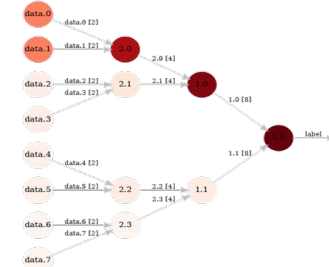 data.0
data.0 [2]
data.1
data.1 [2]
2.0
2.0 [4]
data.2
data.2 [2]
2.1
2.1 [4]
1.0
data.3 [2]
1.0 [8]
data.3
0.0
label
data.4
data.4 [2]
1.1 [8]
data.5
data.5 [2]
2.2
2.2 [4]
1.1
2.3 [4]
data.6
data.6 [2]
2.3
data.7 [2]
data.7